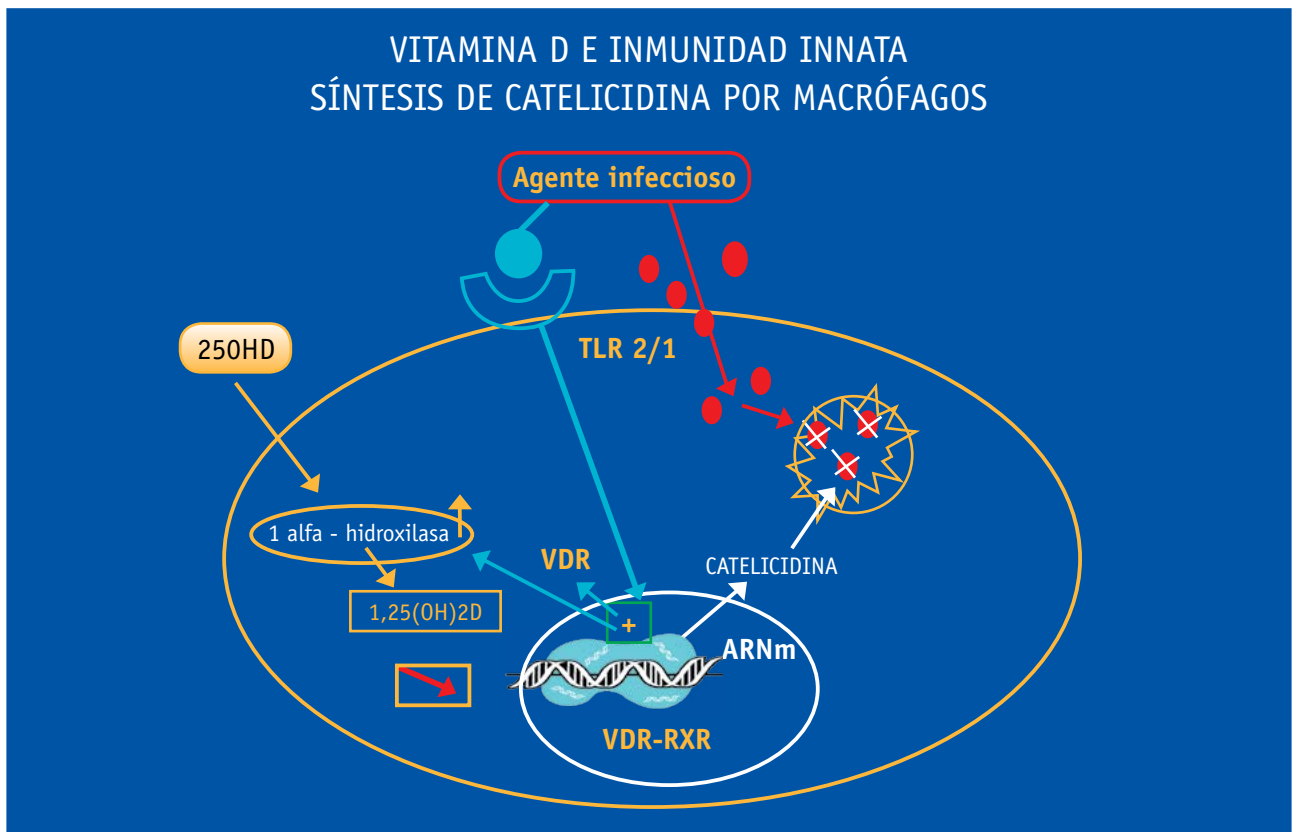 VITAMINA D E INMUNIDAD INNATA
SÍNTESIS DE CATELICIDINA POR MACRÓFAGOS
Agente infeccioso
TLR 2/1
250HD
1 alfa - hidroxilasa
VDR
CATELICIDINA
1,25(OH)2D
+
ARNm
VDR-RXR